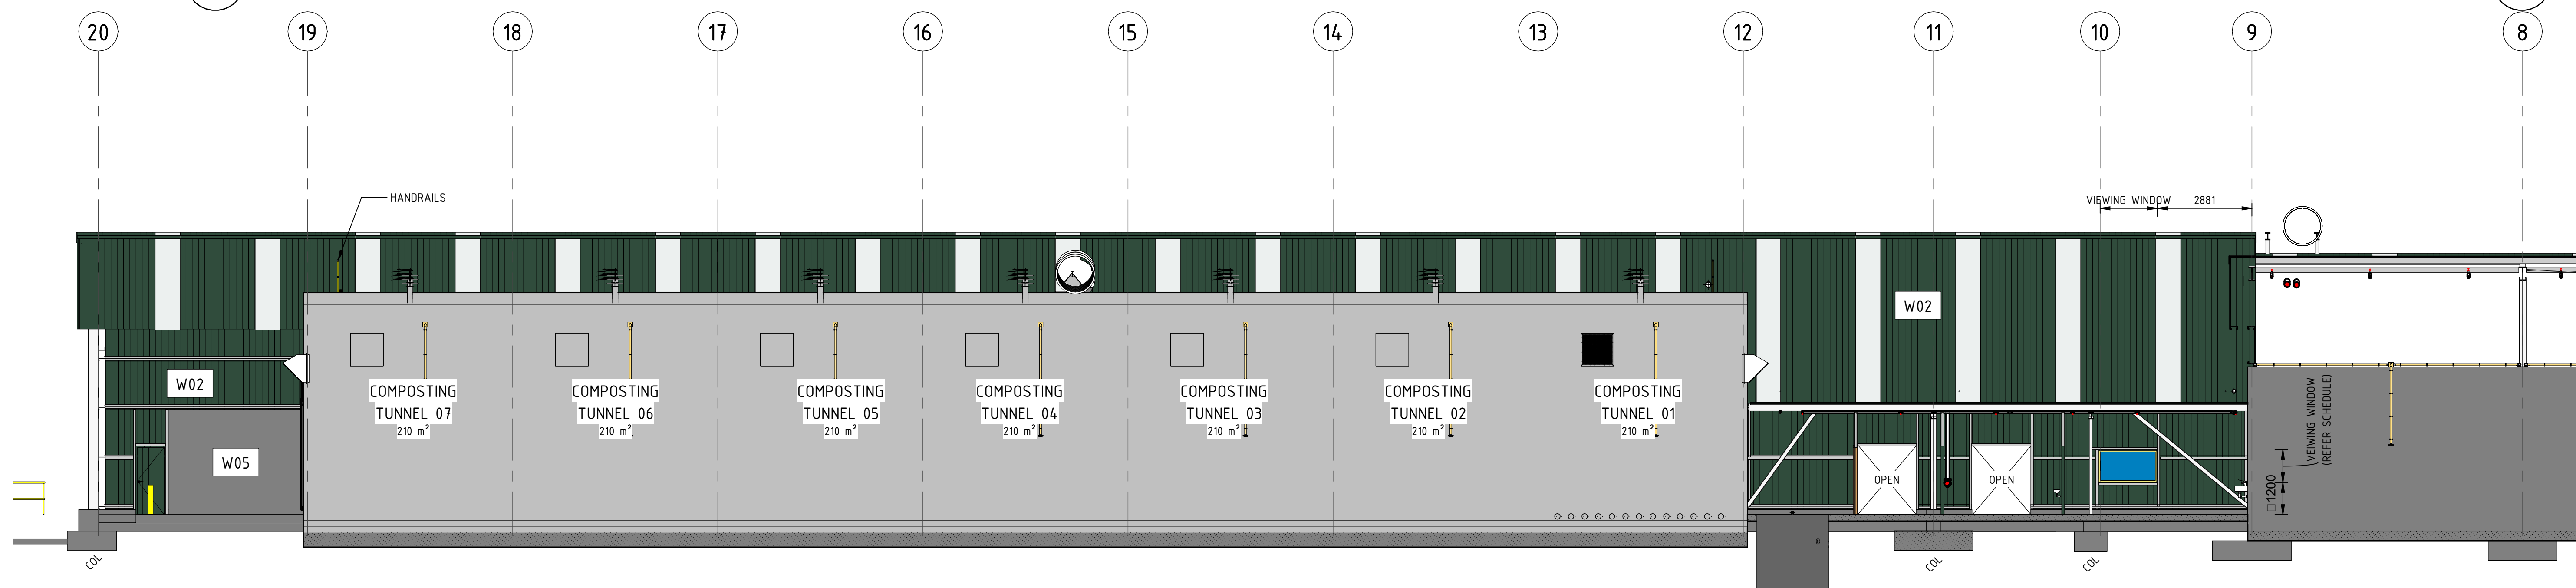 20 19 18 17 16 15 14 13 12 11 10 9 8
HANDRAILS
VIEWING WINDOW 2881
W02
W02
W05
COMPOSTING
TUNNEL 07
210 m²
COMPOSTING
TUNNEL 06
210 m²
COMPOSTING
TUNNEL 05
210 m²
COMPOSTING
TUNNEL 04
210 m²
COMPOSTING
TUNNEL 03
210 m²
COMPOSTING
TUNNEL 02
210 m²
COMPOSTING
TUNNEL 01
210 m²
OPEN
OPEN
VEIWING WINDOW
(REFER SCHEDULE)
□1200
COL
COL
COL